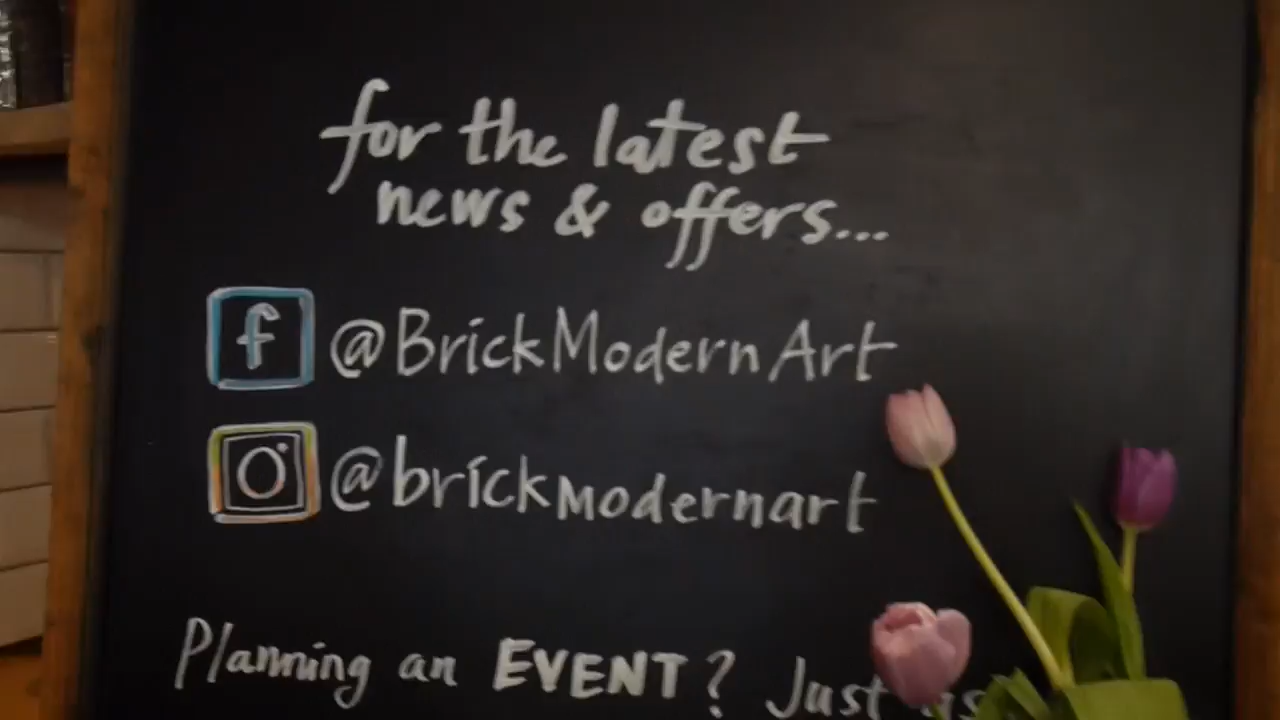 for the latest
news & offers...
f @BrickModernArt
@brickmodernart
Planning an EVENT? Just